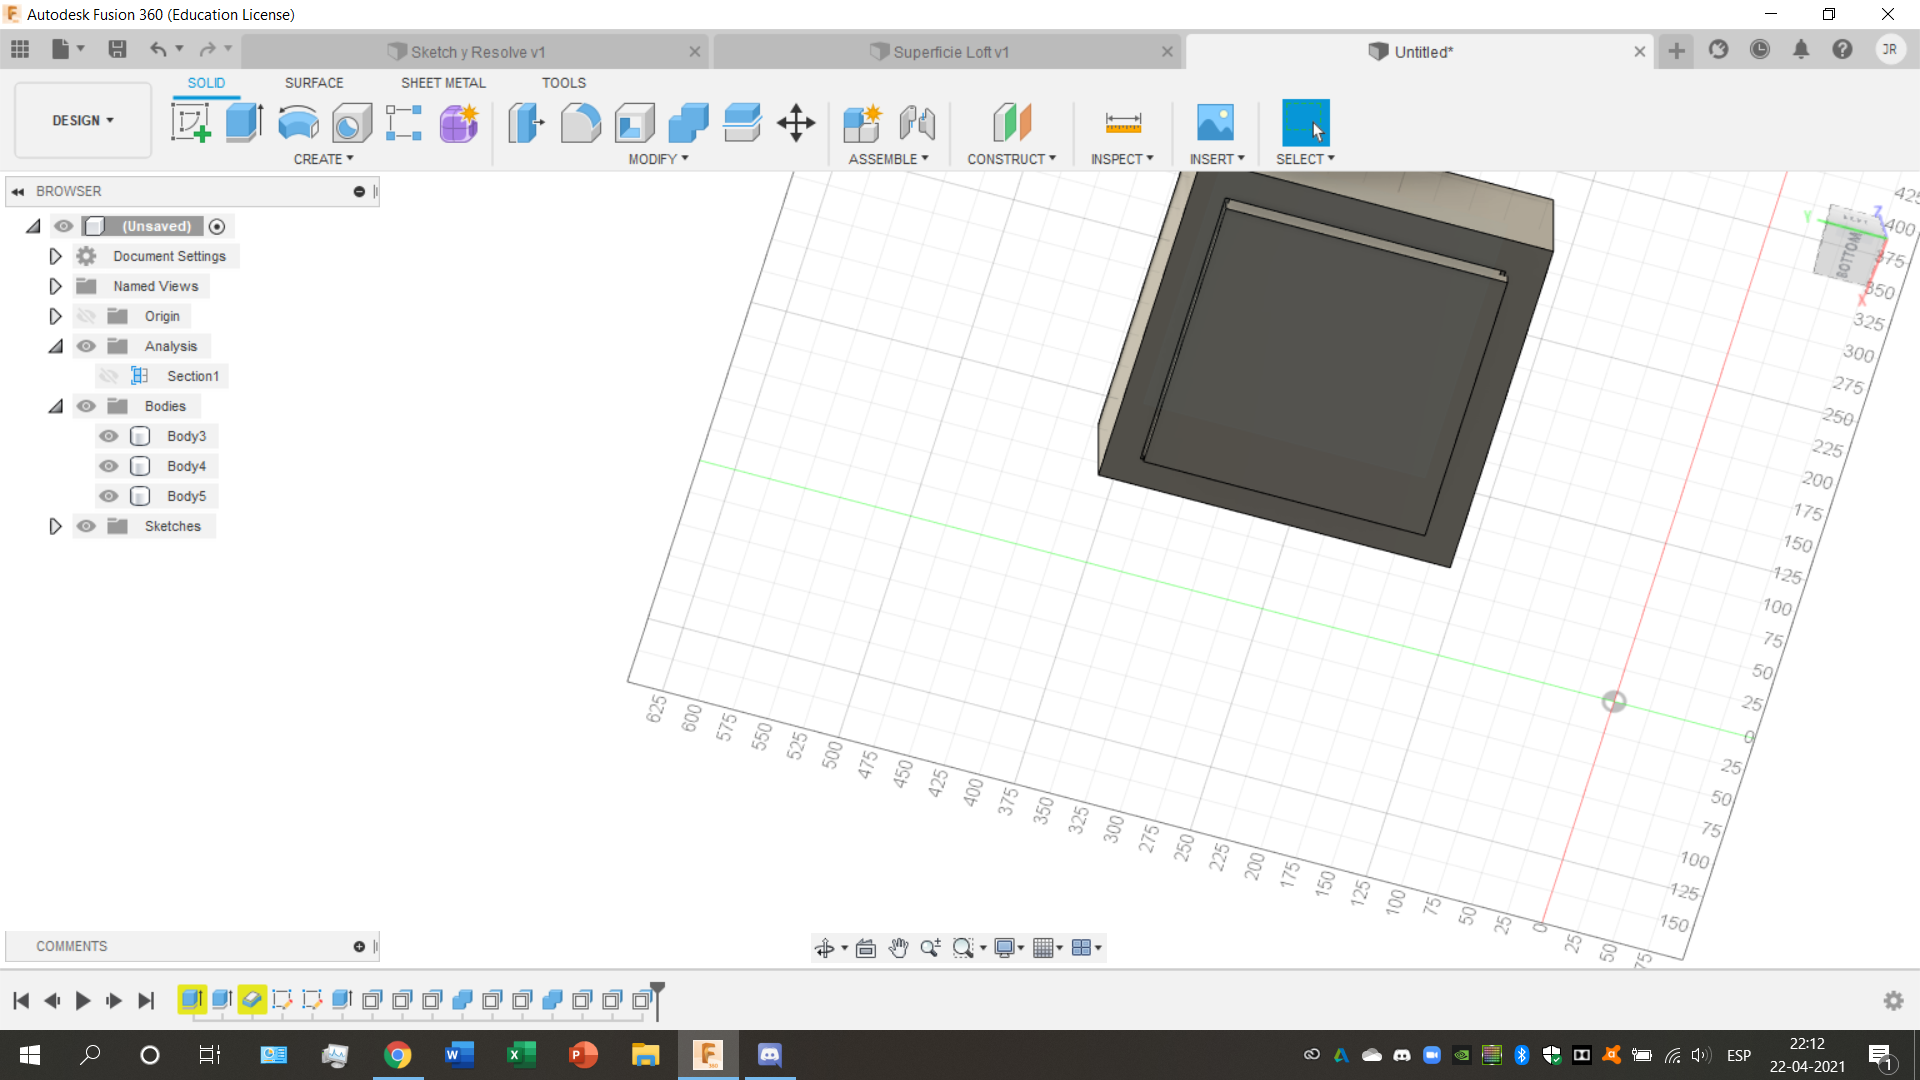 Autodesk Fusion 360 (Education License)
Sketch y Resolve v1
Superficie Loft v1
Untitled*
JR
SOLID
SURFACE
SHEET METAL
TOOLS
DESIGN
CREATE
MODIFY
ASSEMBLE
CONSTRUCT
INSPECT
INSERT
SELECT
BROWSER
(Unsaved)
Document Settings
Named Views
Origin
Analysis
Section1
Bodies
Body3
Body4
Body5
Sketches
Y
Z
X
BOTTOM
425
400
375
350
325
300
275
250
225
200
175
150
125
100
75
50
25
0
25
50
75
100
125
150
625
600
575
550
525
500
475
450
425
400
375
350
325
300
275
250
225
200
175
150
125
100
75
50
25
0
25
50
75
COMMENTS
ESP
22:12
22-04-2021
1